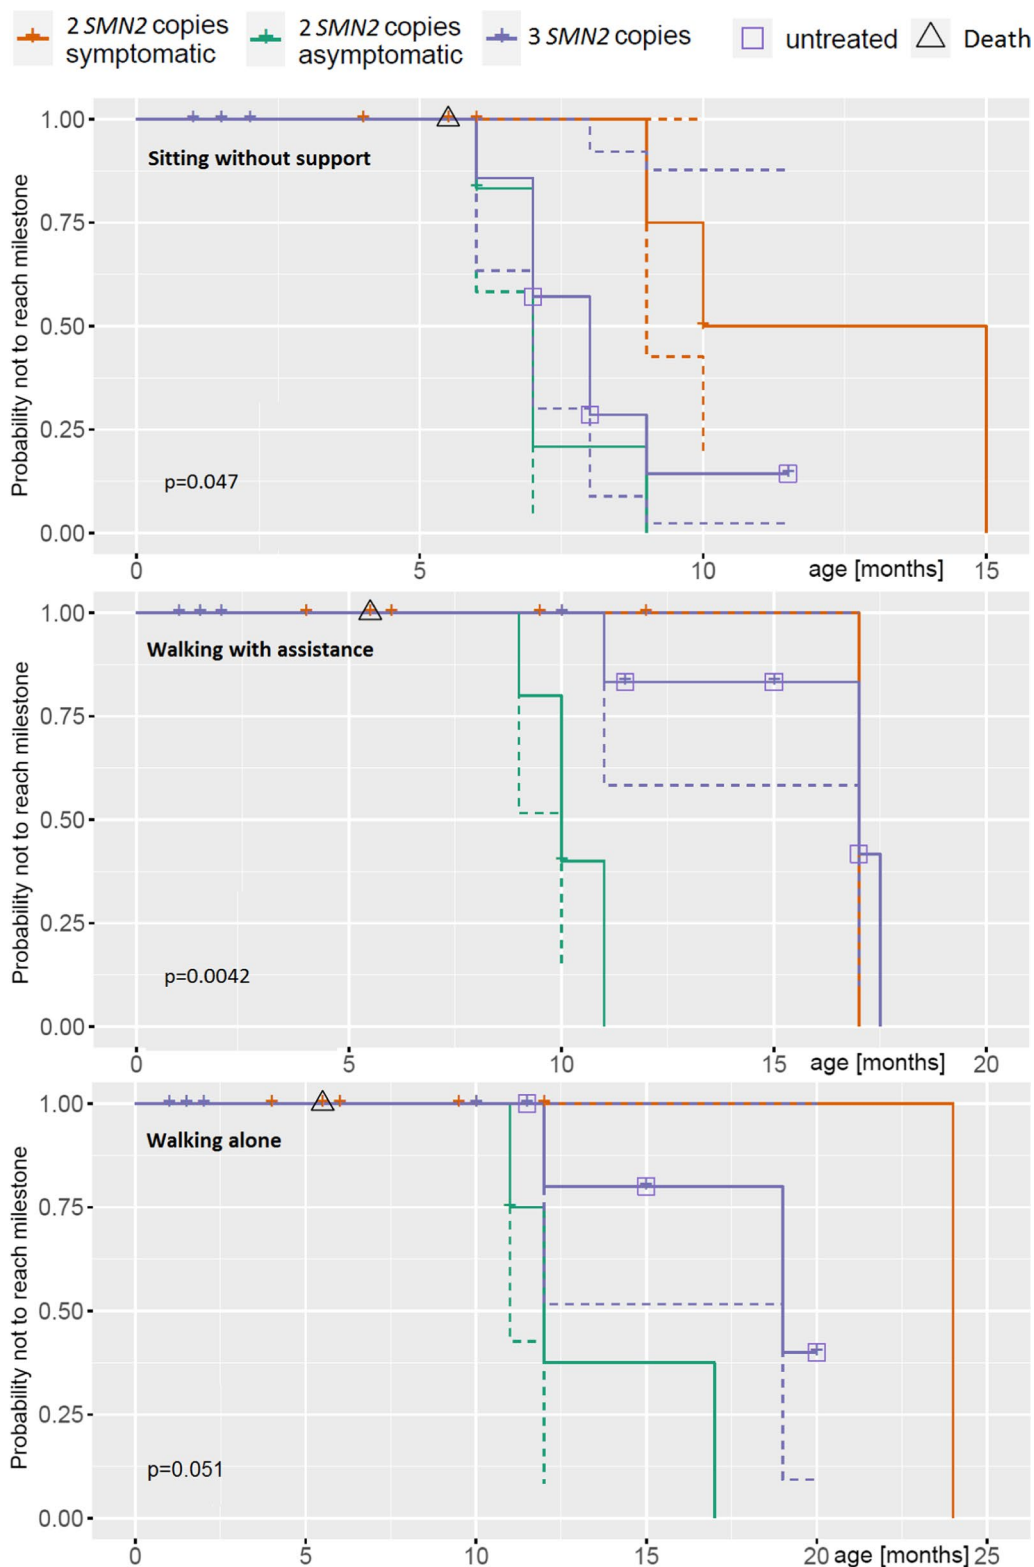 2 SMN2 copies symptomatic
2 SMN2 copies asymptomatic
3 SMN2 copies
untreated
Death
Probability not to reach milestone
1.00
0.75
0.50
0.25
0.00
Sitting without support
p=0.047
0 5 10 15
age [months]
Probability not to reach milestone
1.00
0.75
0.50
0.25
0.00
Walking with assistance
p=0.0042
0 5 10 15 20
age [months]
Probability not to reach milestone
1.00
0.75
0.50
0.25
0.00
Walking alone
p=0.051
0 5 10 15 20 25
age [months]